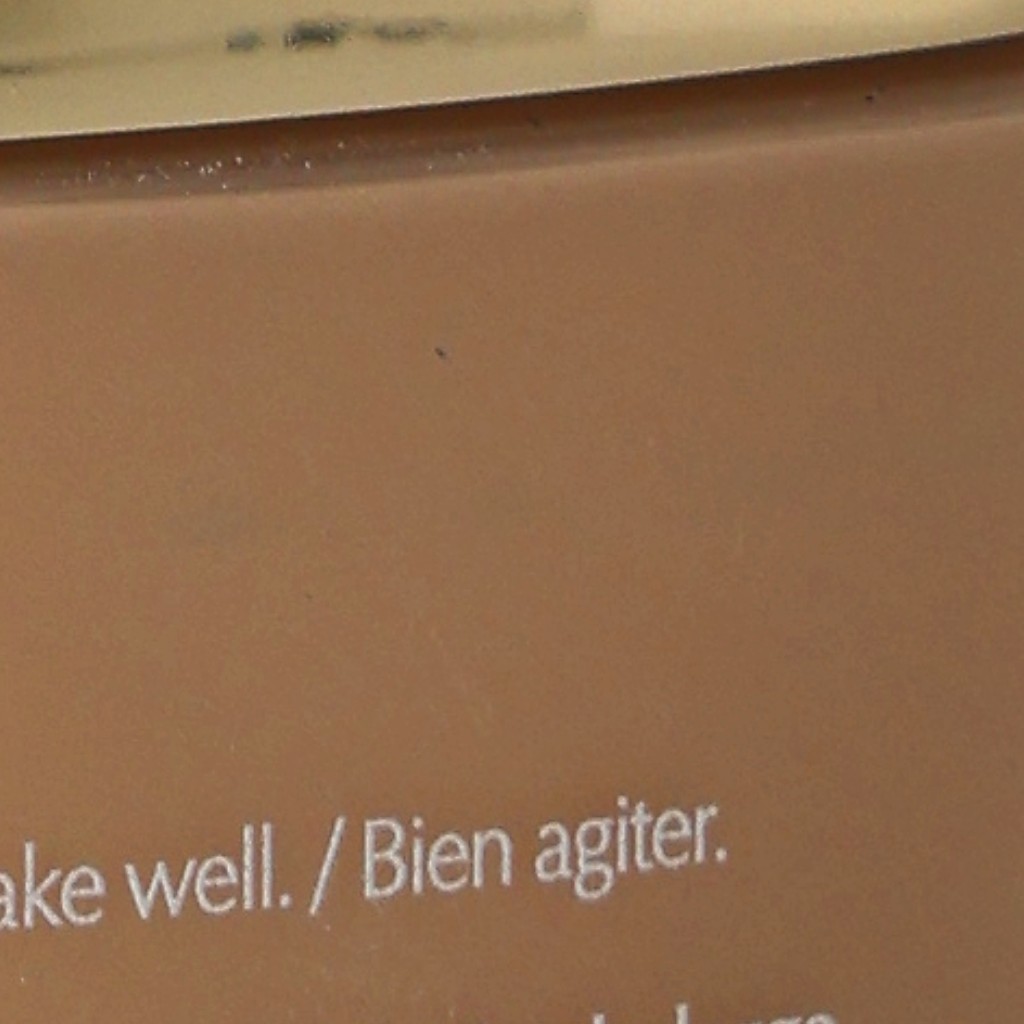 ake well. / Bien agiter.